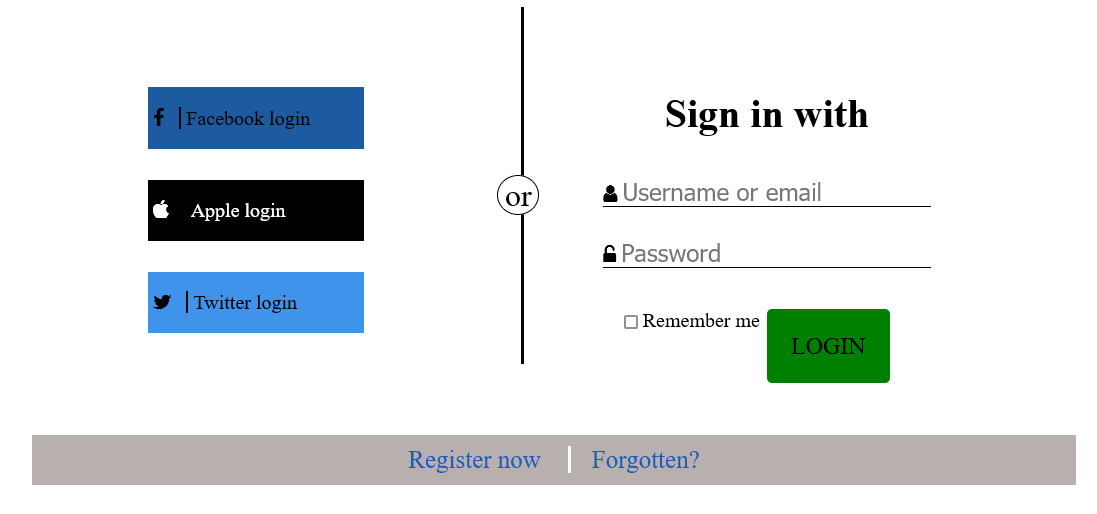 Facebook login
Apple login
Twitter login
or
Sign in with
Username or email
Password
Remember me
LOGIN
Register now
Forgotten?